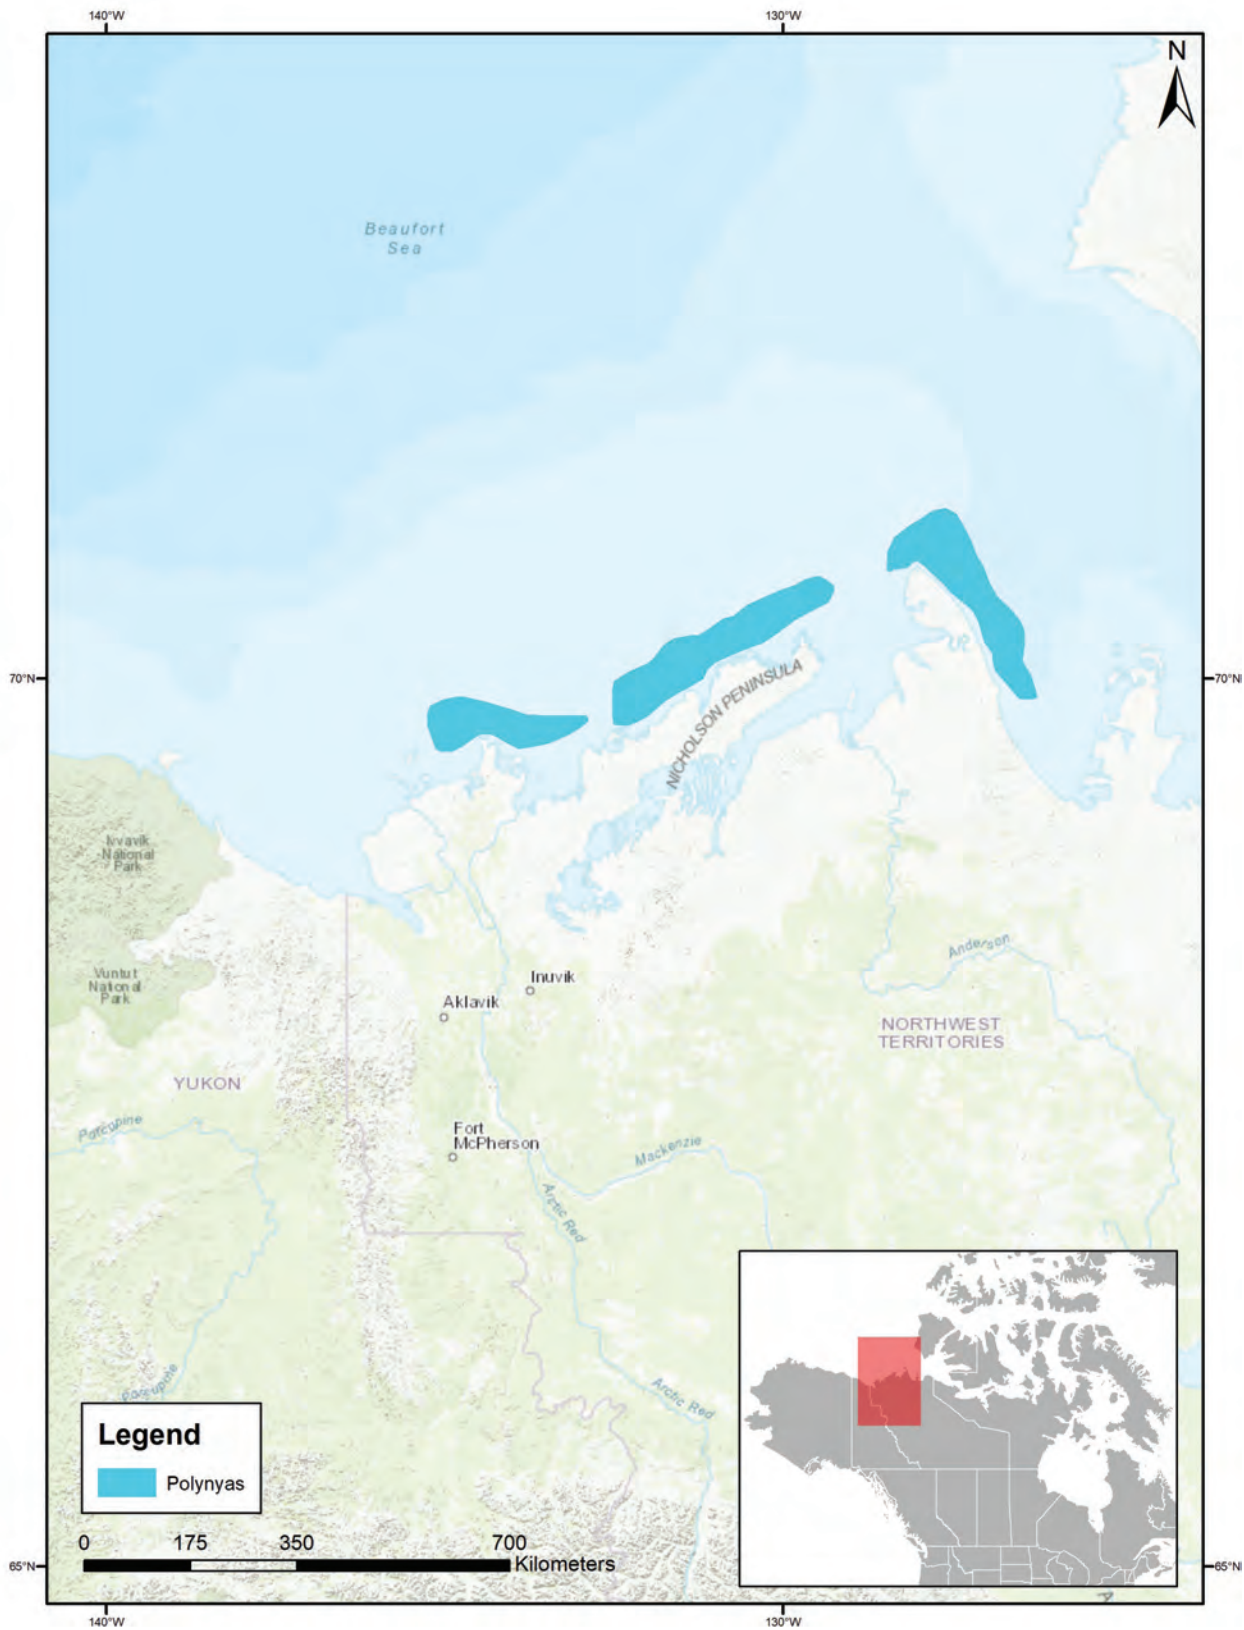 140°W
130°W
N
Beaufort
Sea
70°N
70°N
NICHOLSON PENINSULA
Ivvavik
National
Park
Vuntut
National
Park
Inuvik
Aklavik
Anderson
NORTHWEST
TERRITORIES
YUKON
Porcupine
Fort
McPherson
Mackenzie
Arctic Red
Porcupine
Arctic Red
Legend
Polynyas
0 175 350 700
Kilometers
65°N
65°N
140°W
130°W